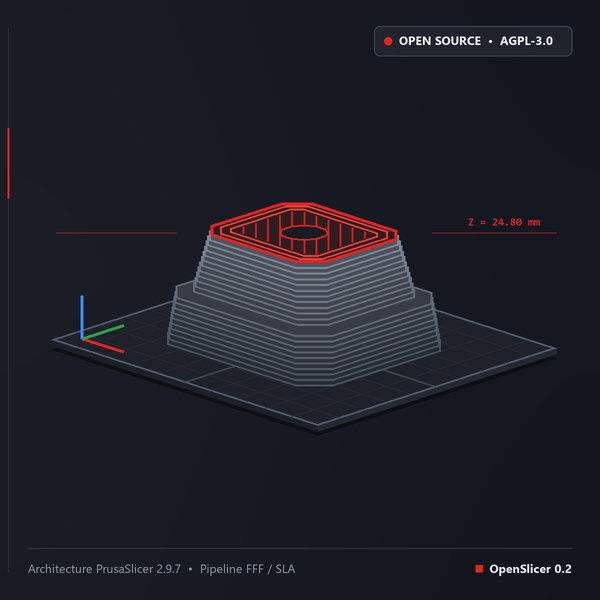 OPEN SOURCE • AGPL-3.0
Z = 24.80 mm
Architecture PrusaSlicer 2.9.7 • Pipeline FFF / SLA
OpenSlicer 0.2